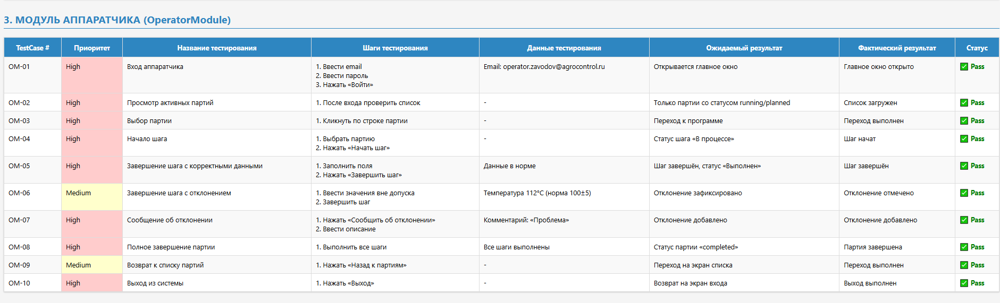 3. МОДУЛЬ АППАРАТЧИКА (OperatorModule)
TestCase # Приоритет Название тестирования Шаги тестирования Данные тестирования Ожидаемый результат Фактический результат Статус
OM-01 High Вход аппаратчика 1. Ввести email Email: operator.zavodov@agrocontrol.ru Открывается главное окно Главное окно открыто ✅ Pass
2. Ввести пароль
3. Нажать «Войти»
OM-02 High Просмотр активных партий 1. После входа проверить список - Только партии со статусом running/planned Список загружен ✅ Pass
OM-03 High Выбор партии 1. Кликнуть по строке партии - Переход к программе Переход выполнен ✅ Pass
OM-04 High Начало шага 1. Выбрать партию - Статус шага «В процессе» Шаг начат ✅ Pass
2. Нажать «Начать шаг»
OM-05 High Завершение шага с корректными данными 1. Заполнить поля Данные в норме Шаг завершён, статус «Выполнен» Шаг завершён ✅ Pass
2. Нажать «Завершить шаг»
OM-06 Medium Завершение шага с отклонением 1. Ввести значения вне допуска Температура 112°C (норма 100±5) Отклонение зафиксировано Отклонение отмечено ✅ Pass
2. Завершить шаг
OM-07 High Сообщение об отклонении 1. Нажать «Сообщить об отклонении» Комментарий: «Проблема» Отклонение добавлено Отклонение добавлено ✅ Pass
2. Ввести описание
OM-08 High Полное завершение партии 1. Выполнить все шаги Все шаги выполнены Статус партии «completed» Партия завершена ✅ Pass
OM-09 Medium Возврат к списку партий 1. Нажать «Назад к партиям» - Переход на экран списка Переход выполнен ✅ Pass
OM-10 High Выход из системы 1. Нажать «Выход» - Возврат на экран входа Выход выполнен ✅ Pass